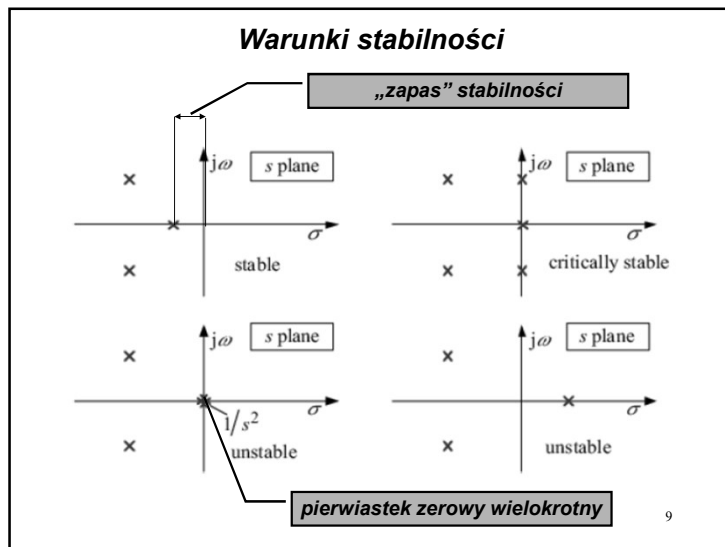 Warunki stabilności
„zapas” stabilności
jω
s plane
σ
stable
jω
s plane
σ
critically stable
jω
s plane
σ
1/s²
unstable
jω
s plane
σ
unstable
pierwiastek zerowy wielokrotny
9